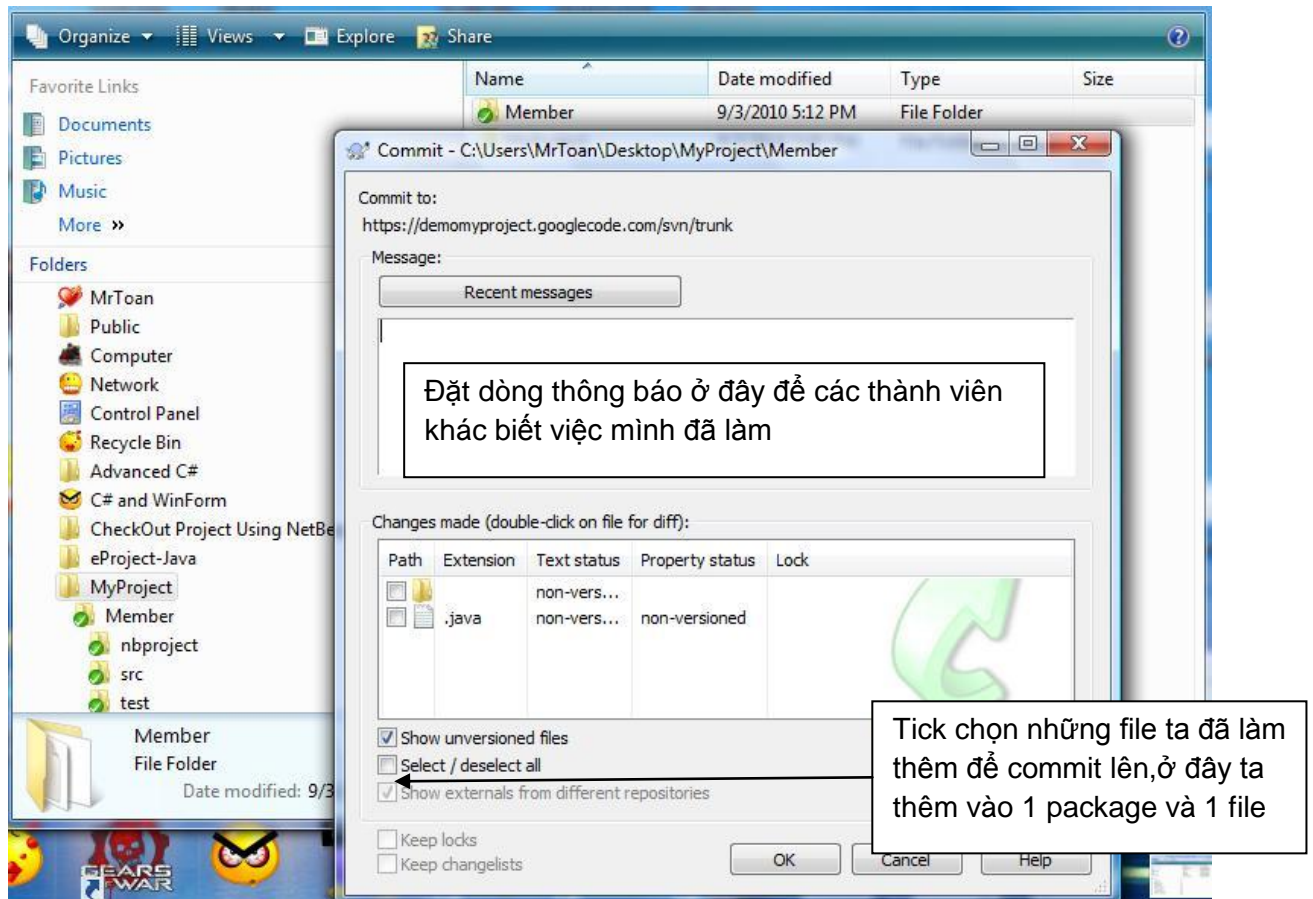 Organize Views Explore Share
Favorite Links
Documents
Pictures
Music
More »
Folders
MrToan
Public
Computer
Network
Control Panel
Recycle Bin
Advanced C#
C# and WinForm
CheckOut Project Using NetBe
eProject-Java
MyProject
Member
nbproject
src
test
Name Date modified Type Size
Member 9/3/2010 5:12 PM File Folder
Commit - C:\Users\MrToan\Desktop\MyProject\Member
Commit to:
https://demomyproject.googlecode.com/svn/trunk
Message:
Recent messages
Đặt dòng thông báo ở đây để các thành viên
khác biết việc mình đã làm
Changes made (double-click on file for diff):
Path Extension Text status Property status Lock
non-vers...
.java non-vers... non-versioned
Show unversioned files
Select / deselect all
Show externals from different repositories
Tick chọn những file ta đã làm
thêm để commit lên,ở đây ta
thêm vào 1 package và 1 file
Keep locks
Keep changelists
OK Cancel Help
Member
File Folder
Date modified: 9/3
GEARS
WAR